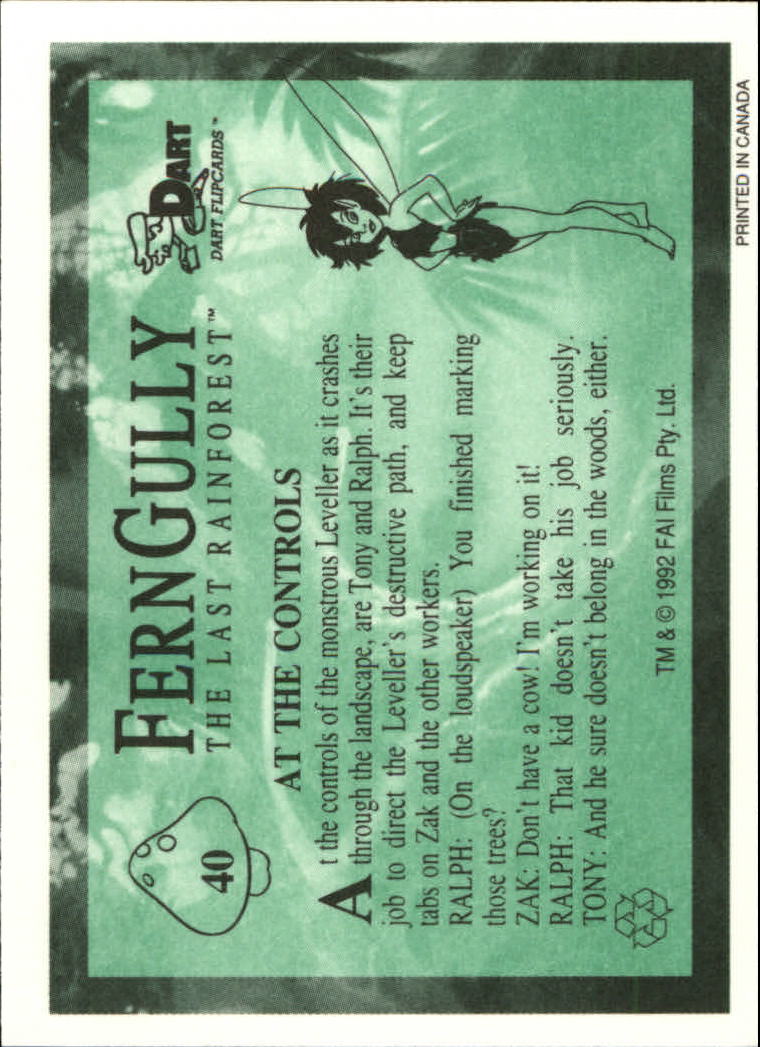 40
FERNGULLY
THE LAST RAINFOREST™
DART
DART FLIPCARDS™
AT THE CONTROLS
At the controls of the monstrous Leveller as it crashes
through the landscape, are Tony and Ralph. It's their
job to direct the Leveller's destructive path, and keep
tabs on Zak and the other workers.
RALPH: (On the loudspeaker) You finished marking
those trees?
ZAK: Don't have a cow! I'm working on it!
RALPH: That kid doesn't take his job seriously.
TONY: And he sure doesn't belong in the woods, either.
TM & © 1992 FAI Films Pty. Ltd.
PRINTED IN CANADA